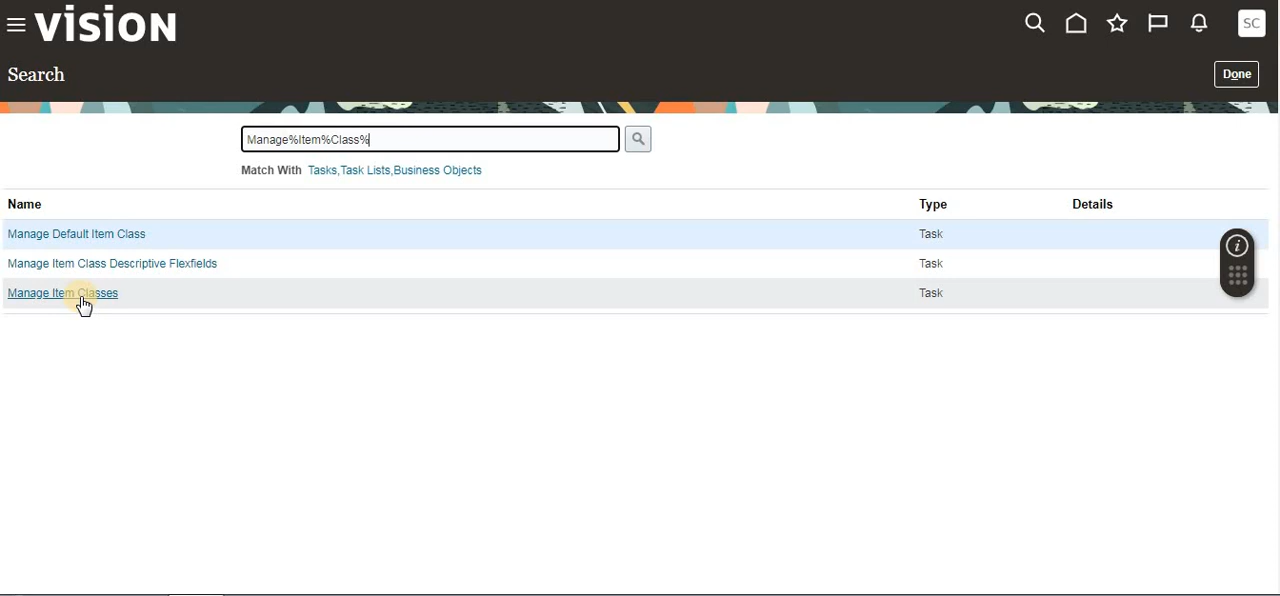 vision
SC
Search
Done
Manage%Item%Class%
Match With Tasks,Task Lists,Business Objects
Name Type Details
Manage Default Item Class Task
Manage Item Class Descriptive Flexfields Task
Manage Item Classes Task